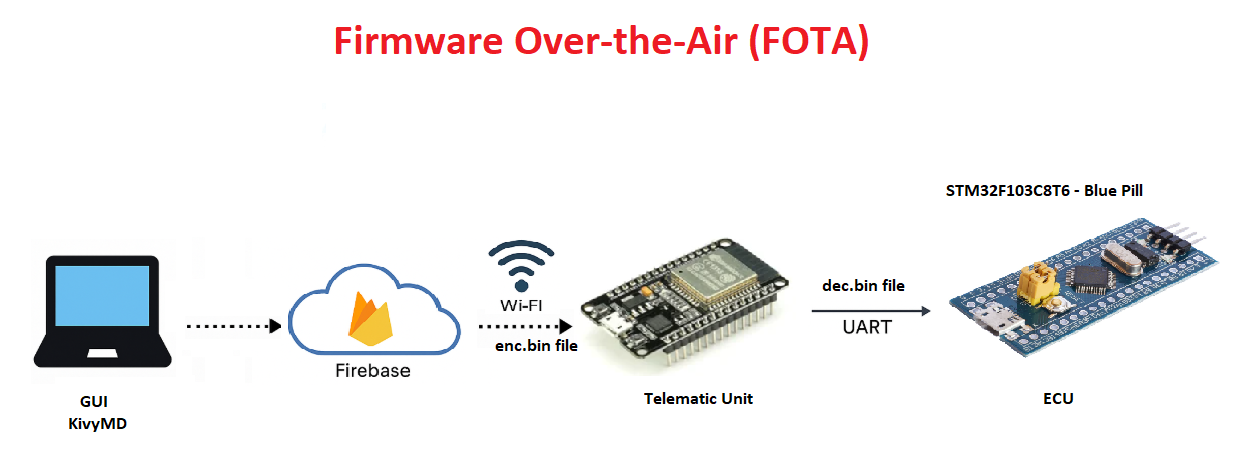 Firmware Over-the-Air (FOTA)
STM32F103C8T6 - Blue Pill
Wi-FI
enc.bin file
dec.bin file
UART
Firebase
GUI
KivyMD
Telematic Unit
ECU